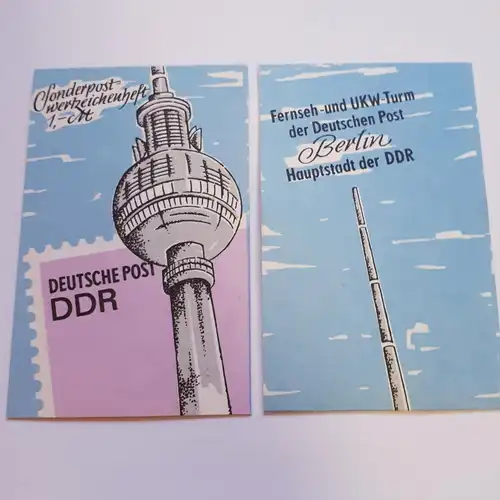 Sonderpost-
wertzeichenheft
1,-M
DEUTSCHE POST
DDR
Fernseh-und UKW-Turm
der Deutschen Post
Berlin
Hauptstadt der DDR